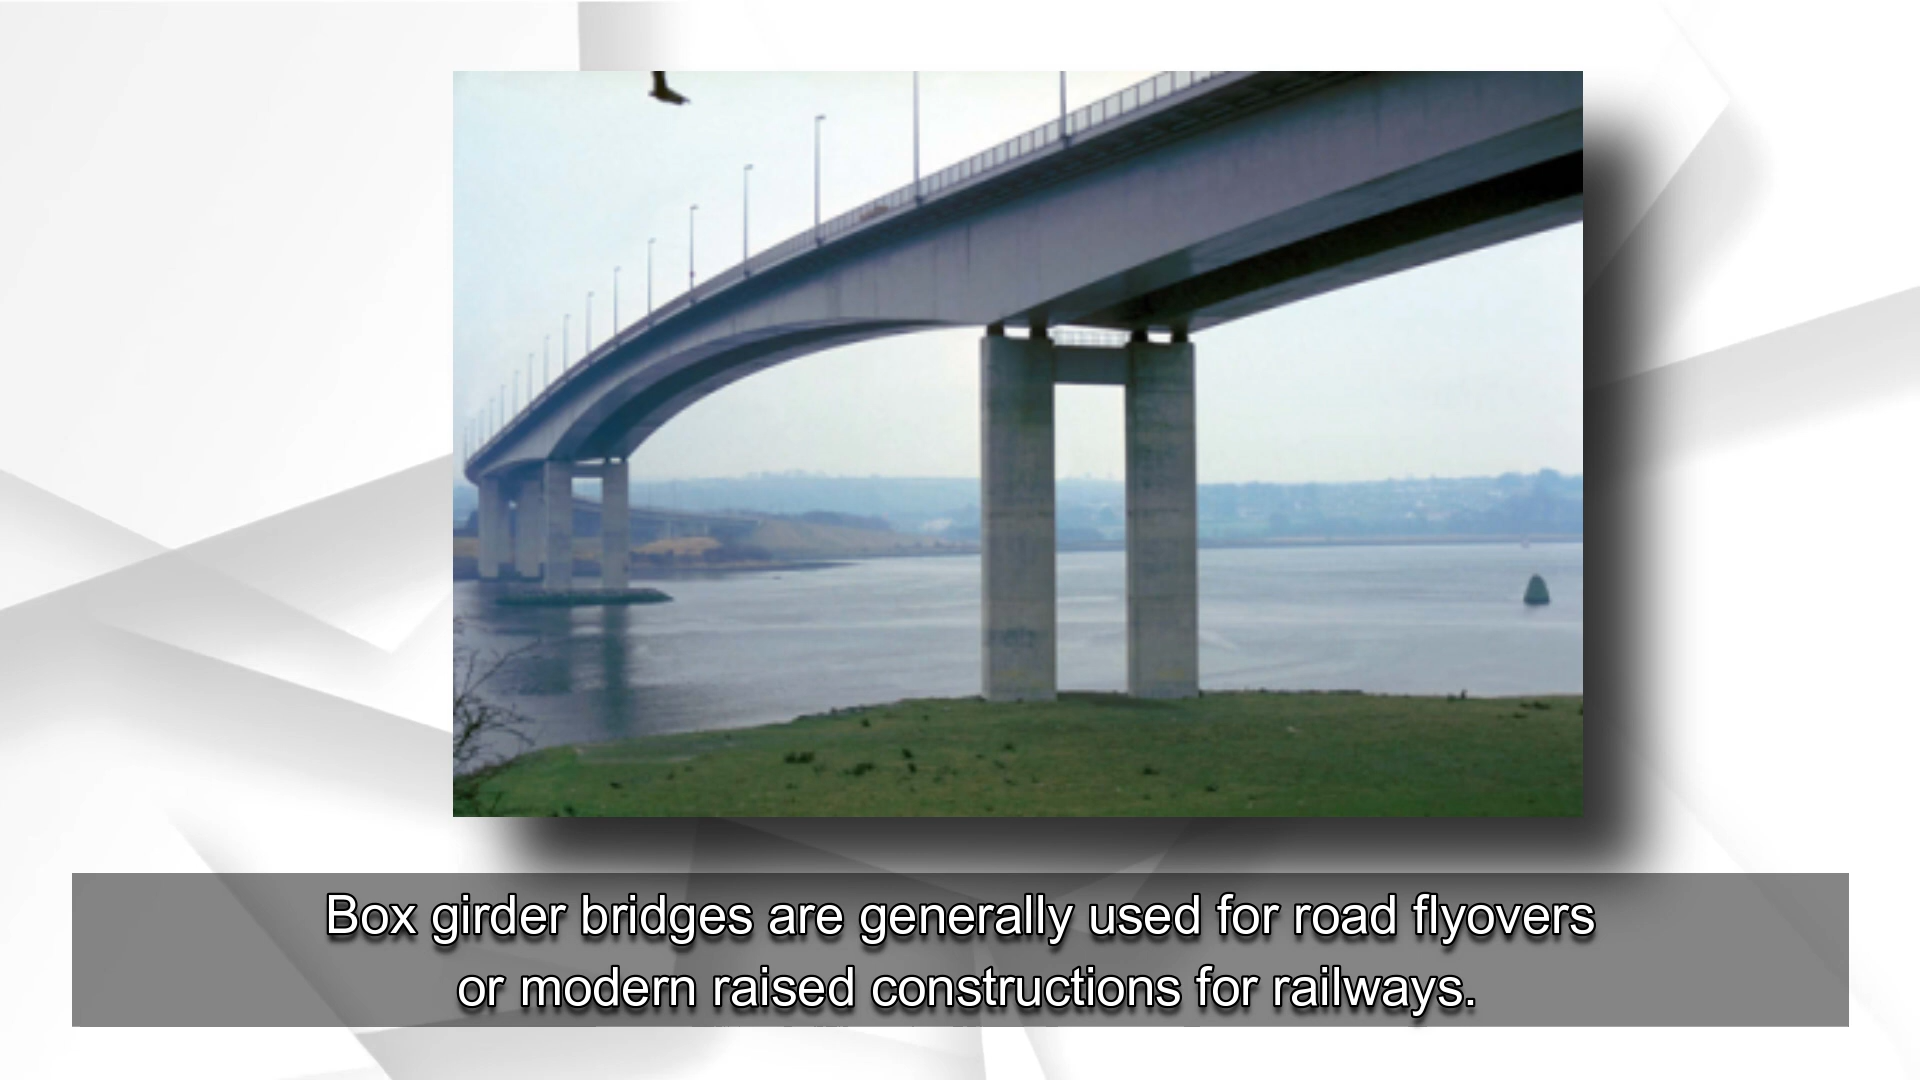 Box girder bridges are generally used for road flyovers
or modern raised constructions for railways.